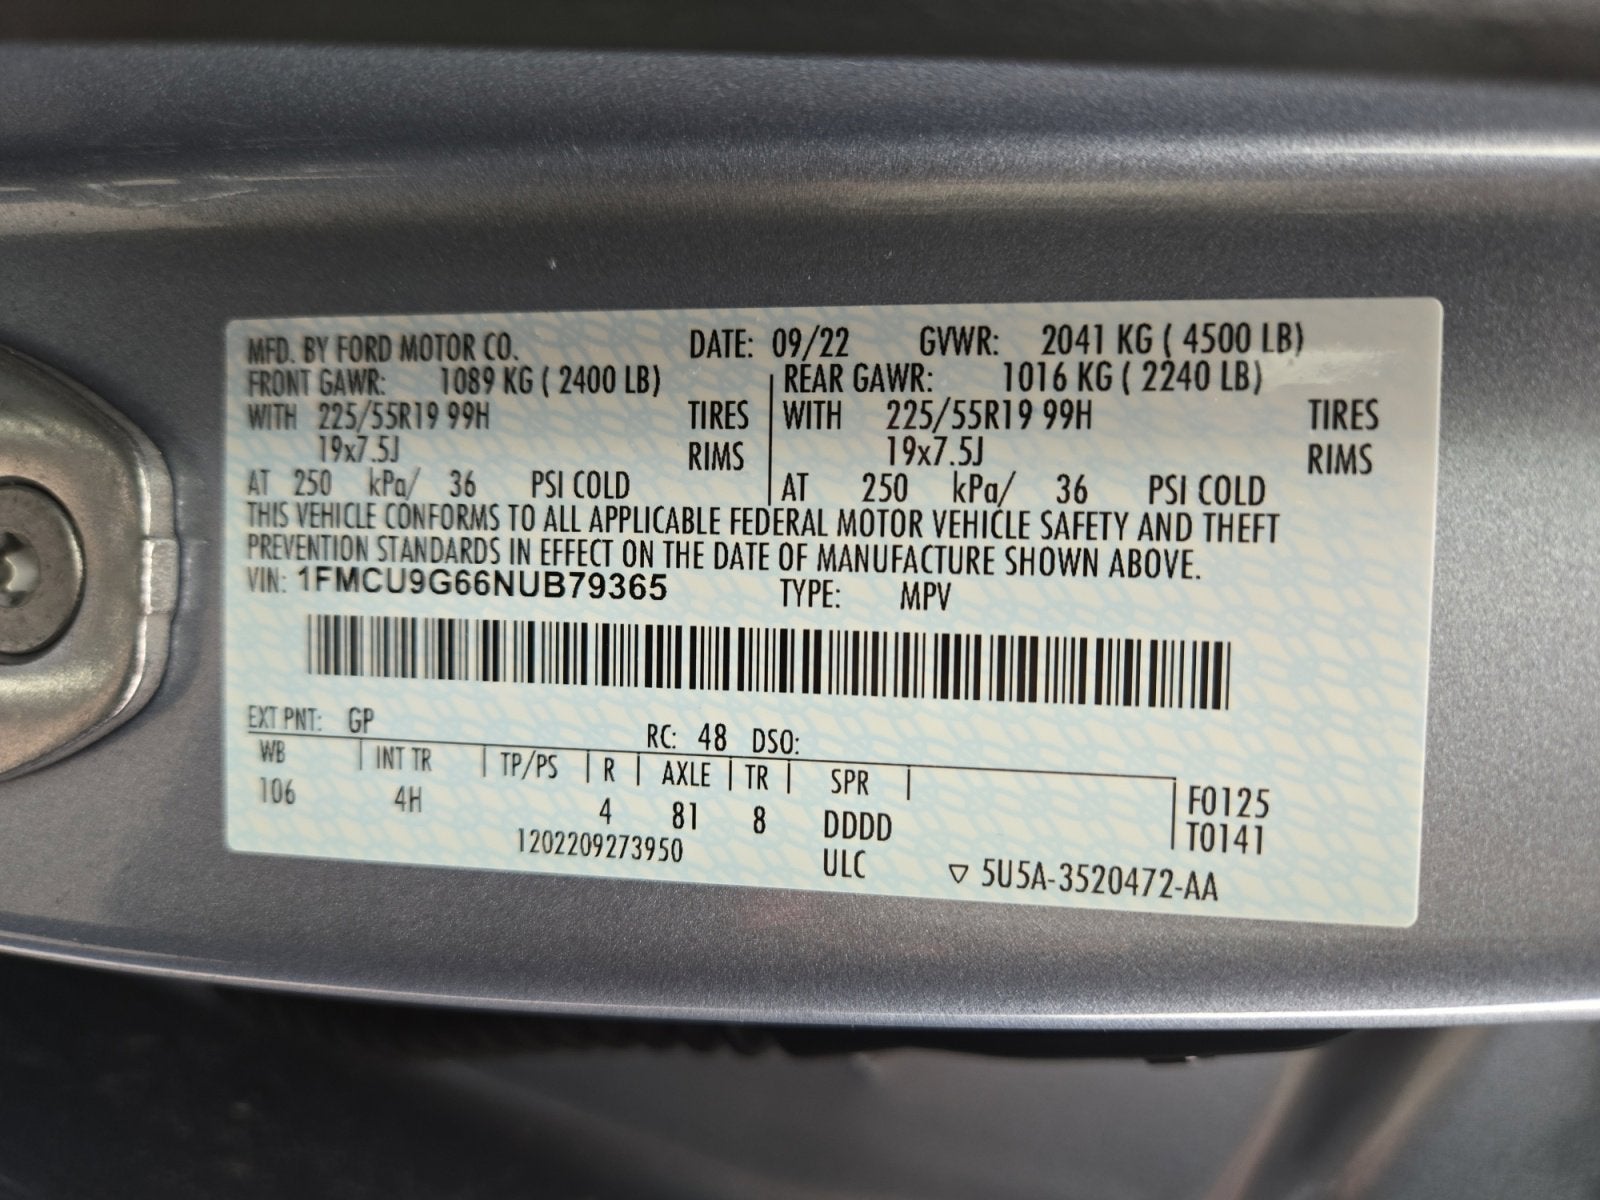 MFD. BY FORD MOTOR CO. DATE: 09/22 GVWR: 2041 KG ( 4500 LB)
FRONT GAWR: 1089 KG ( 2400 LB) REAR GAWR: 1016 KG ( 2240 LB)
WITH 225/55R19 99H TIRES WITH 225/55R19 99H TIRES
19x7.5J RIMS 19x7.5J RIMS
AT 250 kPa/ 36 PSI COLD AT 250 kPa/ 36 PSI COLD
THIS VEHICLE CONFORMS TO ALL APPLICABLE FEDERAL MOTOR VEHICLE SAFETY AND THEFT
PREVENTION STANDARDS IN EFFECT ON THE DATE OF MANUFACTURE SHOWN ABOVE.
VIN: 1FMCU9G66NUB79365 TYPE: MPV
EXT PNT: GP RC: 48 DSO:
WB INT TR TP/PS R AXLE TR SPR
106 4H 4 81 8 DDDD F0125
1202209273950 ULC T0141
▽ 5U5A-3520472-AA